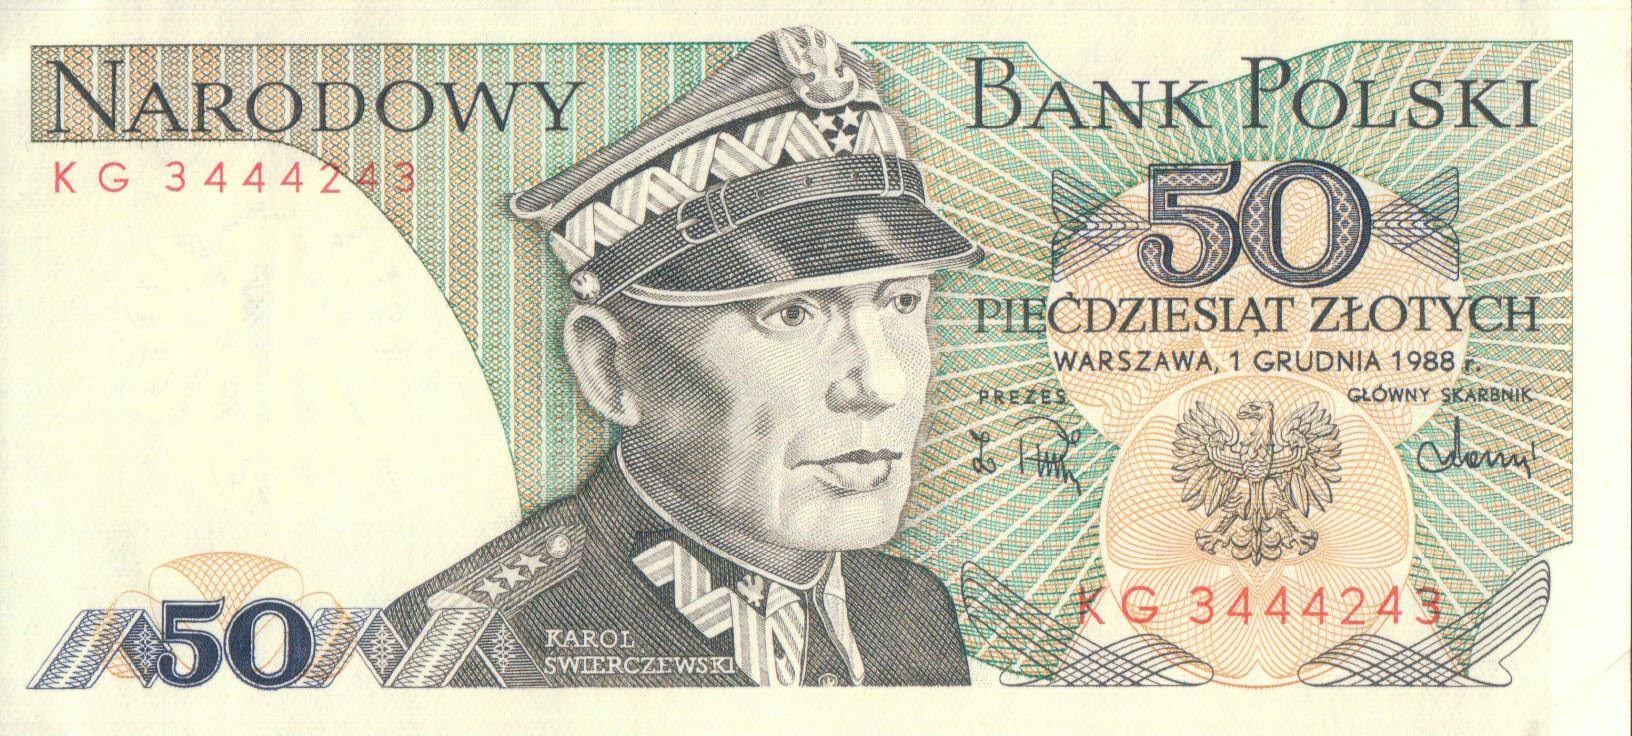 NARODOWY
BANK POLSKI
KG 3444243
50
PIĘĆDZIESIĄT ZŁOTYCH
WARSZAWA, 1 GRUDNIA 1988 r.
PREZES
GŁÓWNY SKARBNIK
KG 3444243
50
KAROL
ŚWIERCZEWSKI